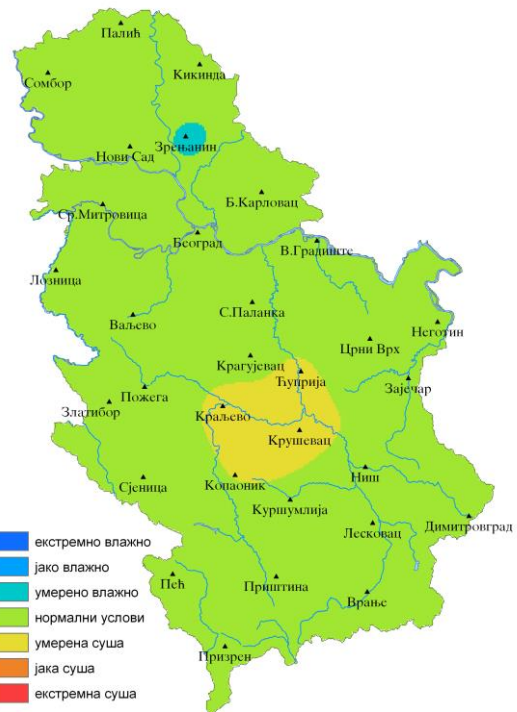 Палић
Кикинда
Сомбор
Зрењанин
Нови Сад
Б.Карловац
Ср.Митровица
Београд
В.Градиште
Лозница
С.Паланка
Ваљево
Неготин
Црни Врх
Крагујевац
Ћуприја
Зајечар
Пожега
Златибор
Краљево
Крушевац
Ниш
Сјеница
Копаоник
Куршумлија
Лесковац
Димитровград
Пећ
Приштина
Врање
Призрен
екстремно влажно
јако влажно
умерено влажно
нормални услови
умерена суша
јака суша
екстремна суша